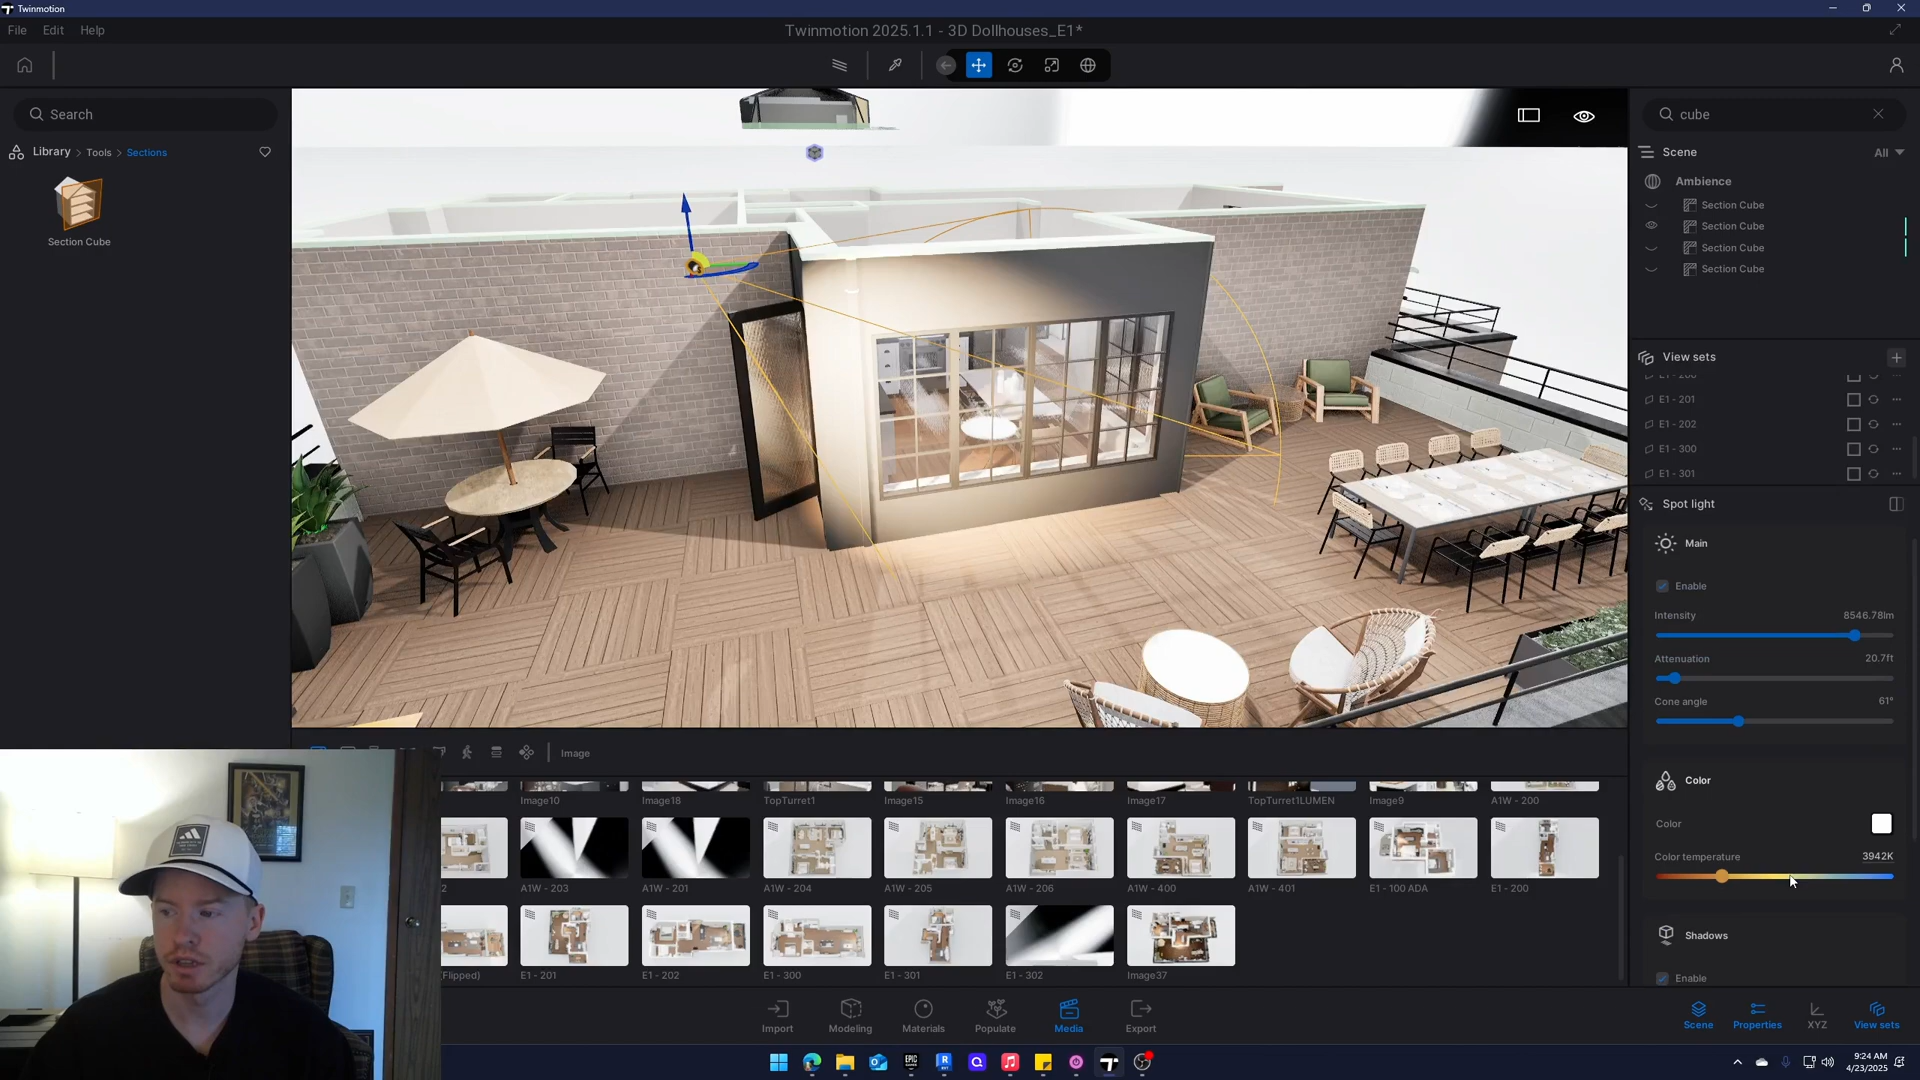 Twinmotion
File Edit Help
Twinmotion 2025.1.1 - 3D Dollhouses_E1*
Search
Library > Tools > Sections
Section Cube
cube
Scene
All
Ambience
Section Cube
Section Cube
Section Cube
Section Cube
View sets
E1 - 200
E1 - 201
E1 - 202
E1 - 300
E1 - 301
Spot light
Main
Enable
Intensity 8546.78lm
Attenuation 20.7ft
Cone angle 61°
Color
Color
Color temperature 3942K
Shadows
Enable
Image
Image10 Image18 TopTurret1 Image15 Image16 Image17 TopTurret1LUMEN Image9 A1W - 200
2 A1W - 203 A1W - 201 A1W - 204 A1W - 205 A1W - 206 A1W - 400 A1W - 401 E1 - 100 ADA E1 - 200
(Flipped) E1 - 201 E1 - 202 E1 - 300 E1 - 301 E1 - 302 Image37
Import Modeling Materials Populate Media Export
Scene Properties XYZ View sets
EPIC
9:24 AM
4/23/2025